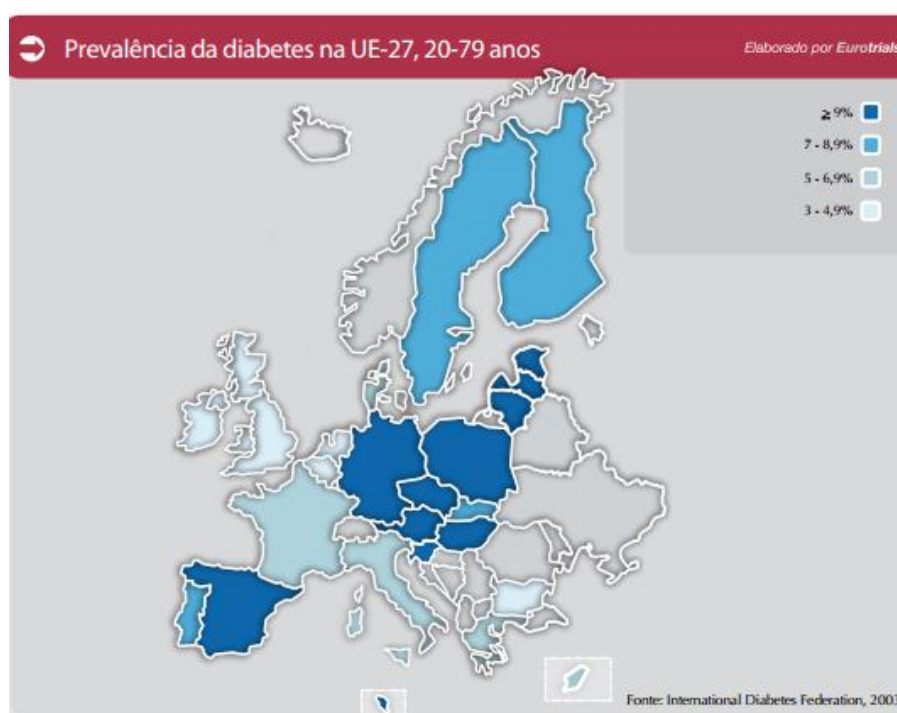 Prevalência da diabetes na UE-27, 20-79 anos
Elaborado por Eurotrials
≥ 9%
7 - 8,9%
5 - 6,9%
3 - 4,9%
Fonte: International Diabetes Federation, 2003